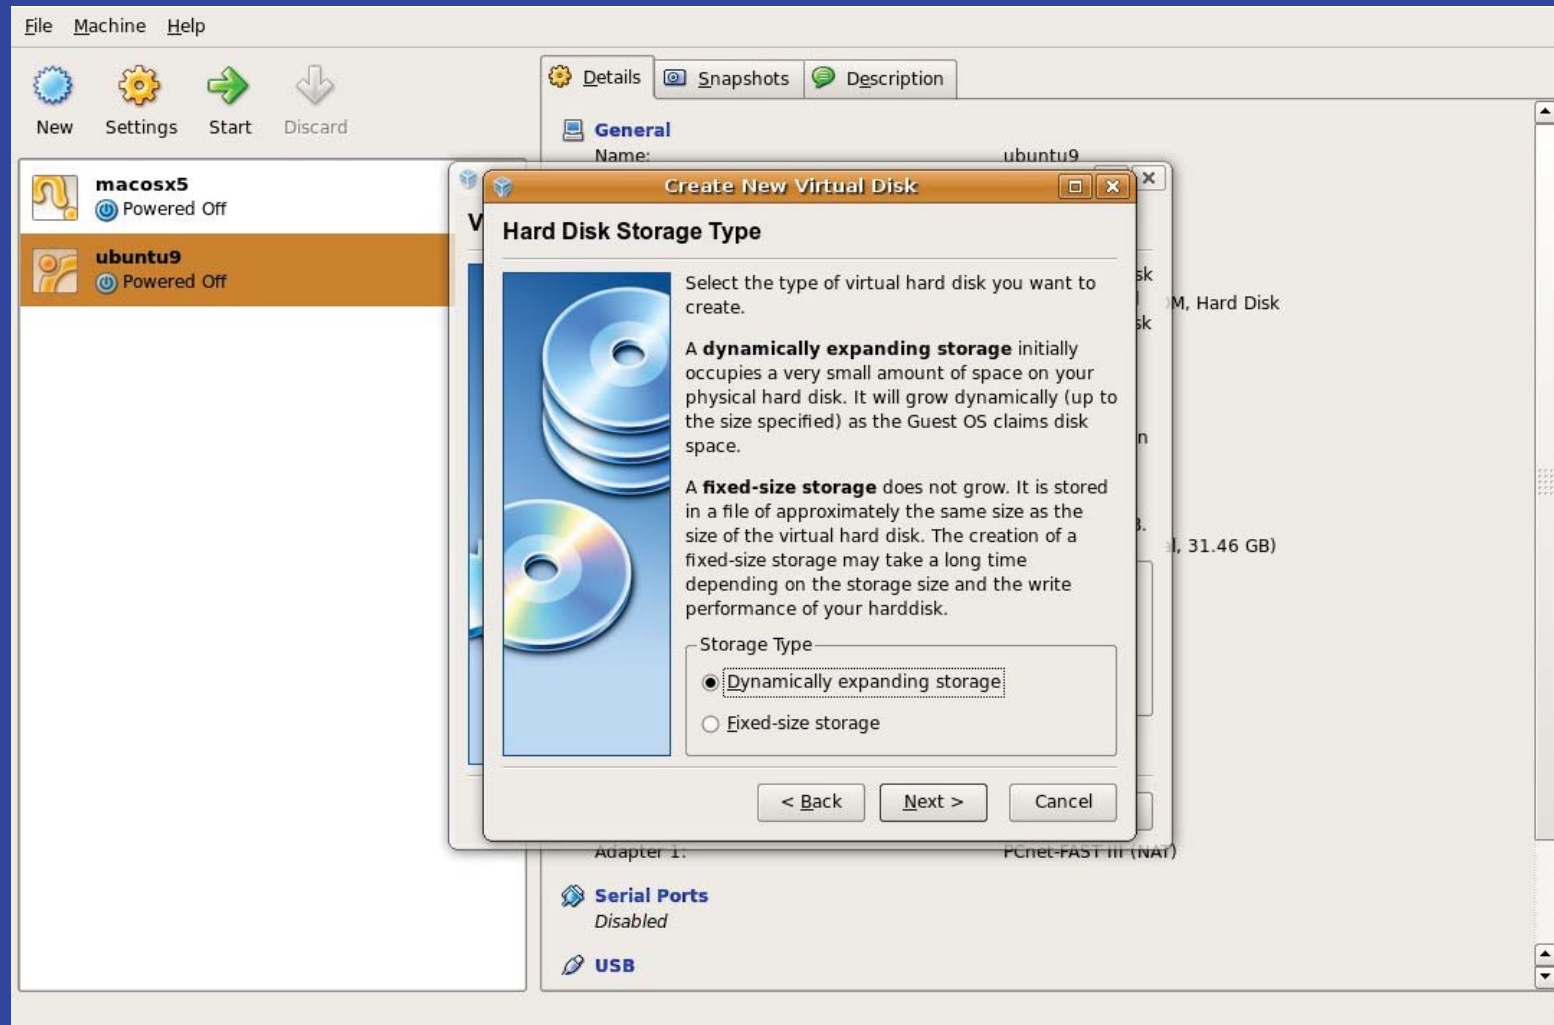 File Machine Help
New Settings Start Discard
Details Snapshots Description
macosx5
Powered Off
ubuntu9
Powered Off
General
Name: ubuntu9
Create New Virtual Disk
V
Hard Disk Storage Type
Select the type of virtual hard disk you want to
create.
A dynamically expanding storage initially
occupies a very small amount of space on your
physical hard disk. It will grow dynamically (up to
the size specified) as the Guest OS claims disk
space.
A fixed-size storage does not grow. It is stored
in a file of approximately the same size as the
size of the virtual hard disk. The creation of a
fixed-size storage may take a long time
depending on the storage size and the write
performance of your harddisk.
Storage Type
Dynamically expanding storage
Fixed-size storage
< Back Next > Cancel
sk
M, Hard Disk
sk
n
l, 31.46 GB)
Adapter 1: PCnet-FAST III (NAT)
Serial Ports
Disabled
USB